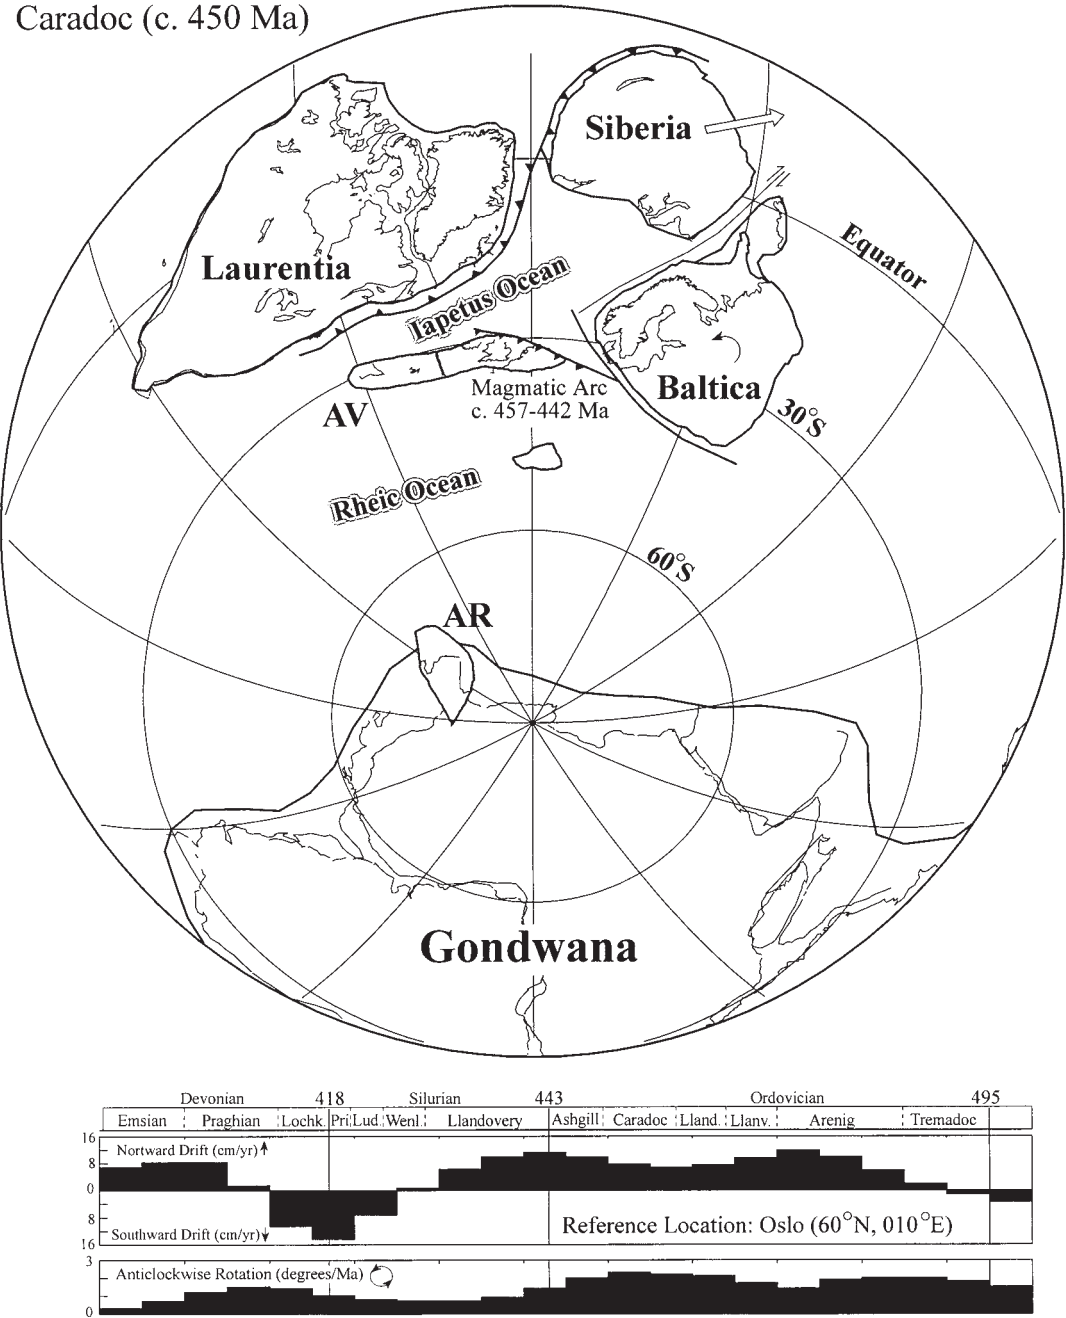 Caradoc (c. 450 Ma)
Siberia
Laurentia
Equator
Iapetus Ocean
Magmatic Arc
c. 457-442 Ma
Baltica
AV
30°S
Rheic Ocean
60°S
AR
Gondwana
Devonian 418 Silurian 443 Ordovician 495
Emsian Praghian Lochk. Pri. Lud. Wenl. Llandovery Ashgill Caradoc Lland. Llanv. Arenig Tremadoc
16
Nortward Drift (cm/yr)
8
0
8
Reference Location: Oslo (60°N, 010°E)
Southward Drift (cm/yr)
16
3
Anticlockwise Rotation (degrees/Ma)
0